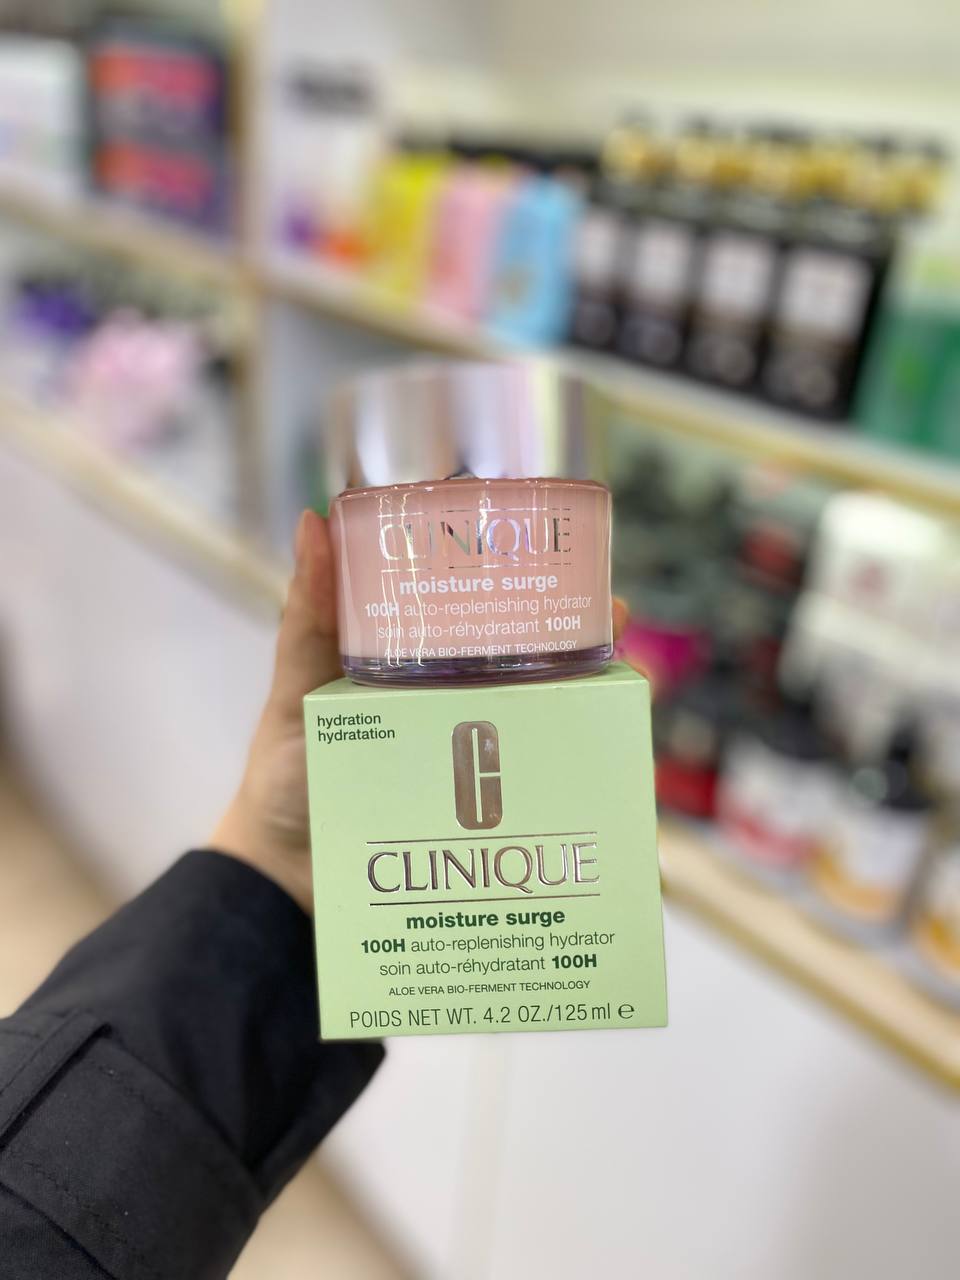 CLINIQUE
moisture surge
100H auto-replenishing hydrator
soin auto-réhydratant 100H
ALOE VERA BIO-FERMENT TECHNOLOGY
hydration
hydratation
CLINIQUE
moisture surge
100H auto-replenishing hydrator
soin auto-réhydratant 100H
ALOE VERA BIO-FERMENT TECHNOLOGY
POIDS NET WT. 4.2 OZ./125 ml ℮